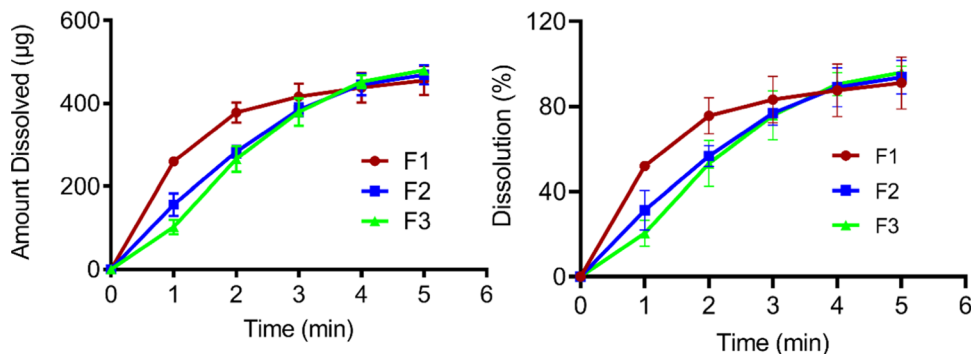 Amount Dissolved (µg)
600
400
200
0
0 1 2 3 4 5 6
Time (min)
F1
F2
F3
Dissolution (%)
120
80
40
0
0 1 2 3 4 5 6
Time (min)
F1
F2
F3